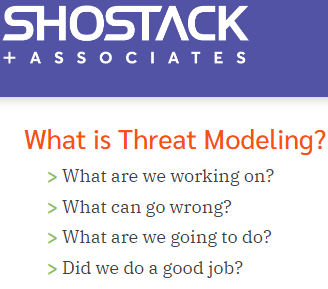 SHOSTACK
+ ASSOCIATES
What is Threat Modeling?
> What are we working on?
> What can go wrong?
> What are we going to do?
> Did we do a good job?